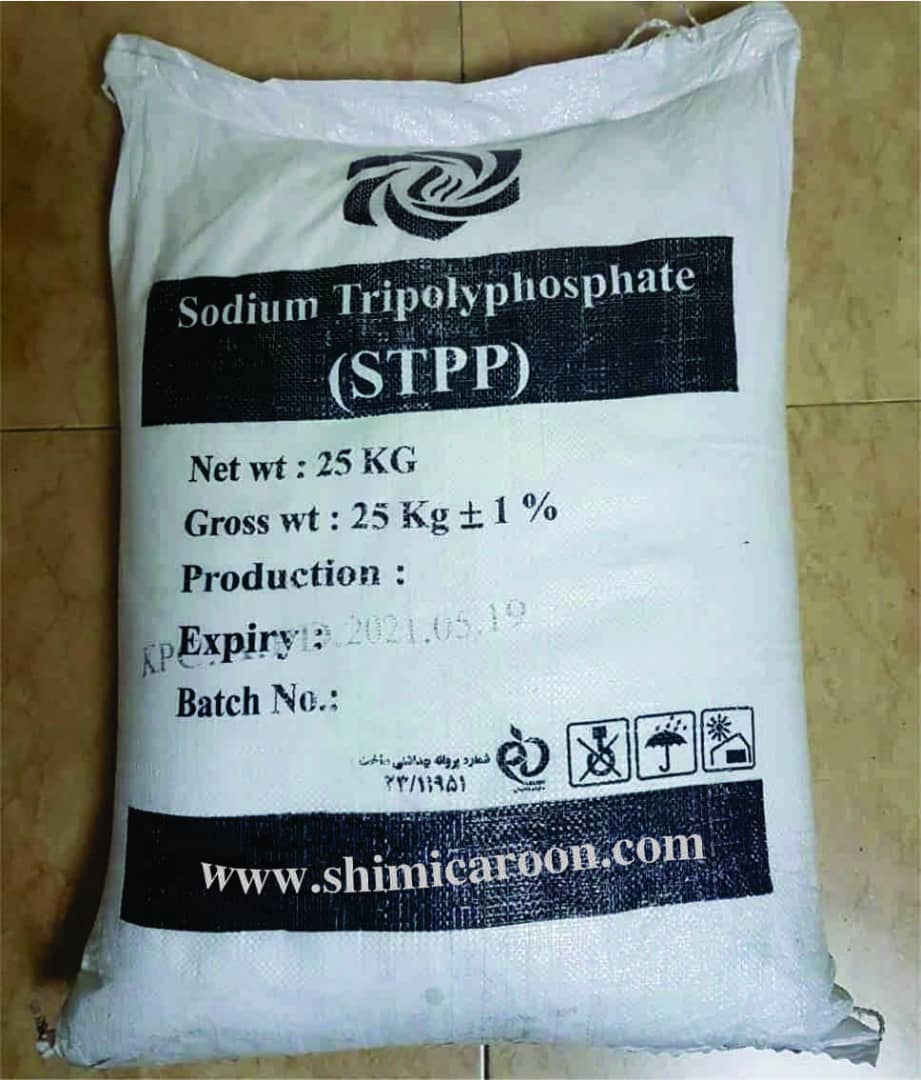 Sodium Tripolyphosphate
(STPP)
Net wt : 25 KG
Gross wt : 25 Kg ± 1 %
Production :
Expiry :
2021.05.19
Batch No.:
شماره پروانه بهداشتی ساخت
۲۳/۱۱۹۵۱
www.shimicaroon.com